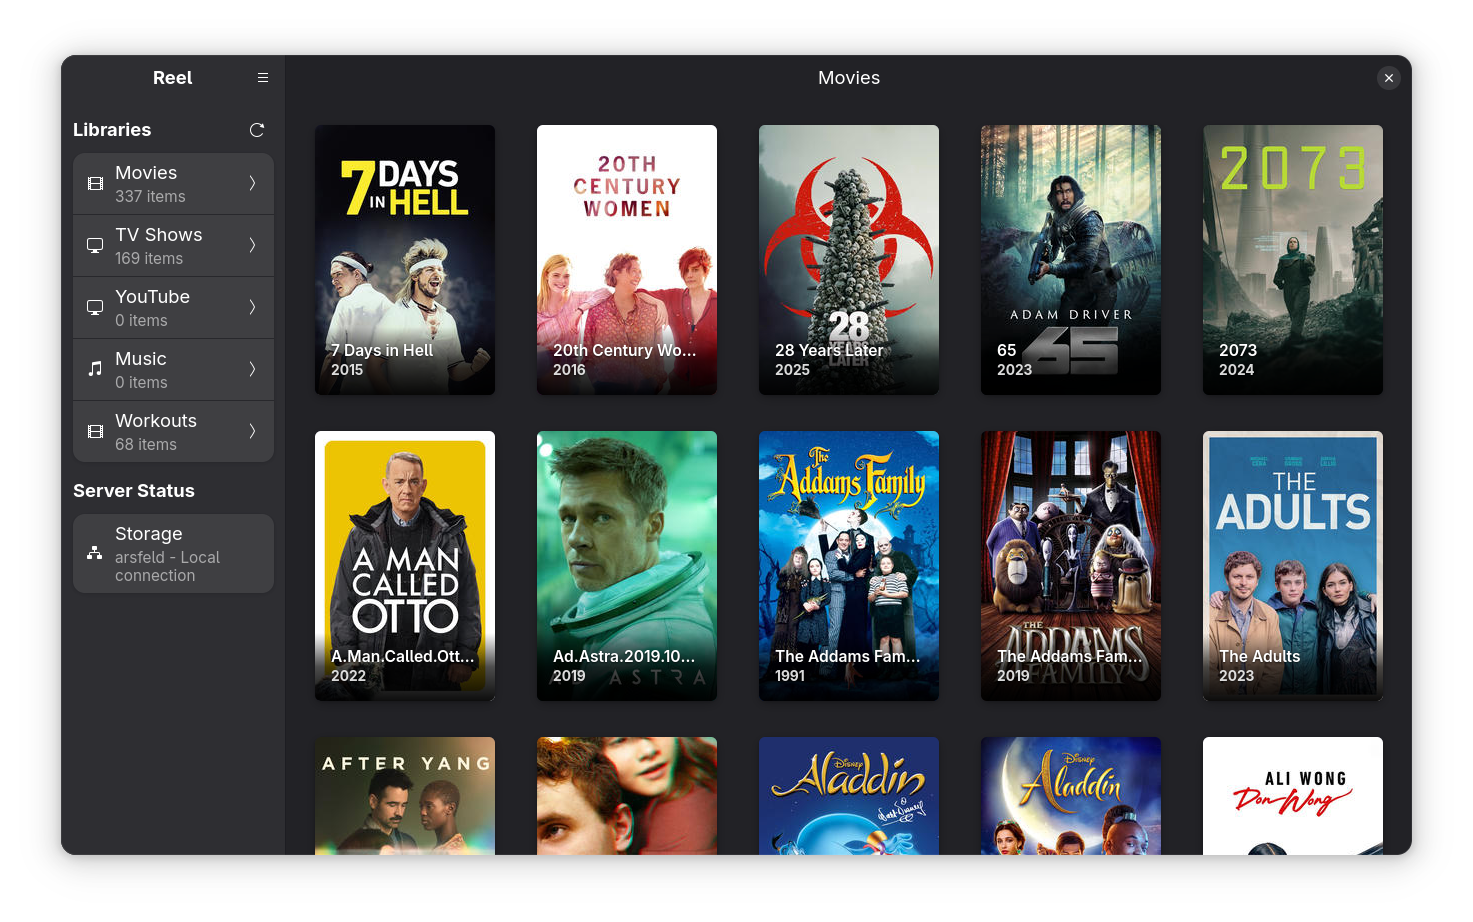 Reel
Movies
Libraries
Movies
337 items
TV Shows
169 items
YouTube
0 items
Music
0 items
Workouts
68 items
Server Status
Storage
arsfeld - Local
connection
7 DAYS
IN HELL
7 Days in Hell
2015
20TH
CENTURY
WOMEN
20th Century Wo...
2016
28
YEARS
LATER
28 Years Later
2025
ADAM DRIVER
65
65
2023
2073
2073
2024
A MAN
CALLED
OTTO
A.Man.Called.Ott...
2022
Ad.Astra.2019.10...
2019
ASTRA
The
Addams Family
The Addams Fam...
1991
THE
ADDAMS
FAMILY
The Addams Fam...
2019
THE
ADULTS
The Adults
2023
AFTER YANG
Disney
Aladdin
Walt Disney
Disney
Aladdin
ALI WONG
Don Wong